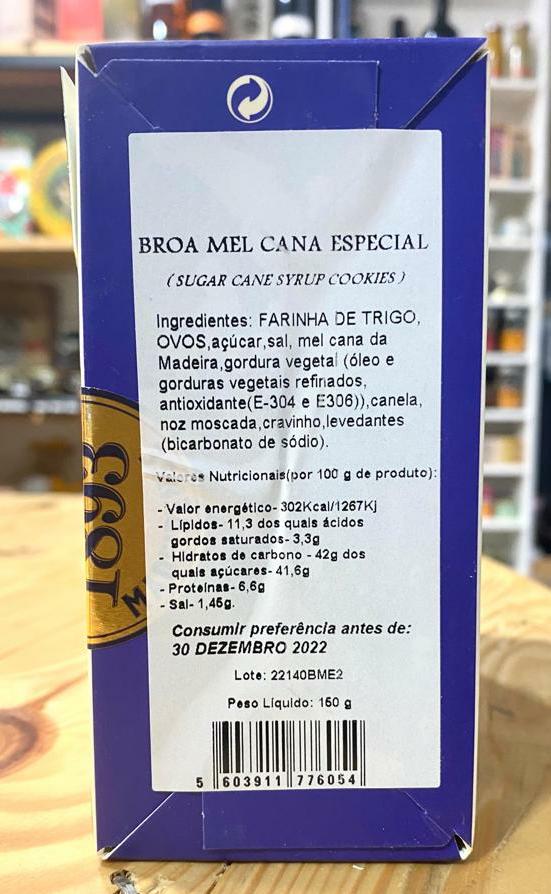 BROA MEL CANA ESPECIAL
( SUGAR CANE SYRUP COOKIES )
Ingredientes: FARINHA DE TRIGO,
OVOS,açúcar,sal, mel cana da
Madeira,gordura vegetal (óleo e
gorduras vegetais refinados,
antioxidante(E-304 e E306)),canela,
noz moscada,cravinho,levedantes
(bicarbonato de sódio).
Valores Nutricionais(por 100 g de produto):
- Valor energético- 302Kcal/1267Kj
- Lípidos- 11,3 dos quais ácidos
gordos saturados- 3,3g
- Hidratos de carbono - 42g dos
quais açúcares- 41,6g
- Proteínas- 6,6g
- Sal- 1,45g.
Consumir preferência antes de:
30 DEZEMBRO 2022
Lote: 22140BME2
Peso Líquido: 150 g
5 603911 776054
1893